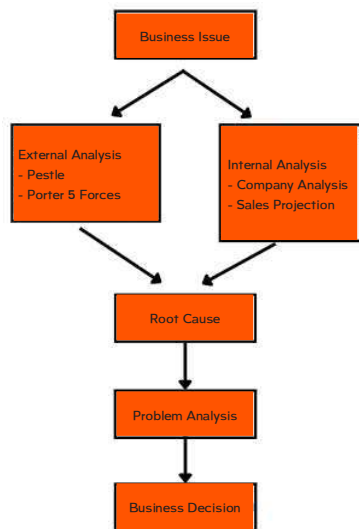 Business Issue
External Analysis
- Pestle
- Porter 5 Forces
Internal Analysis
- Company Analysis
- Sales Projection
Root Cause
Problem Analysis
Business Decision